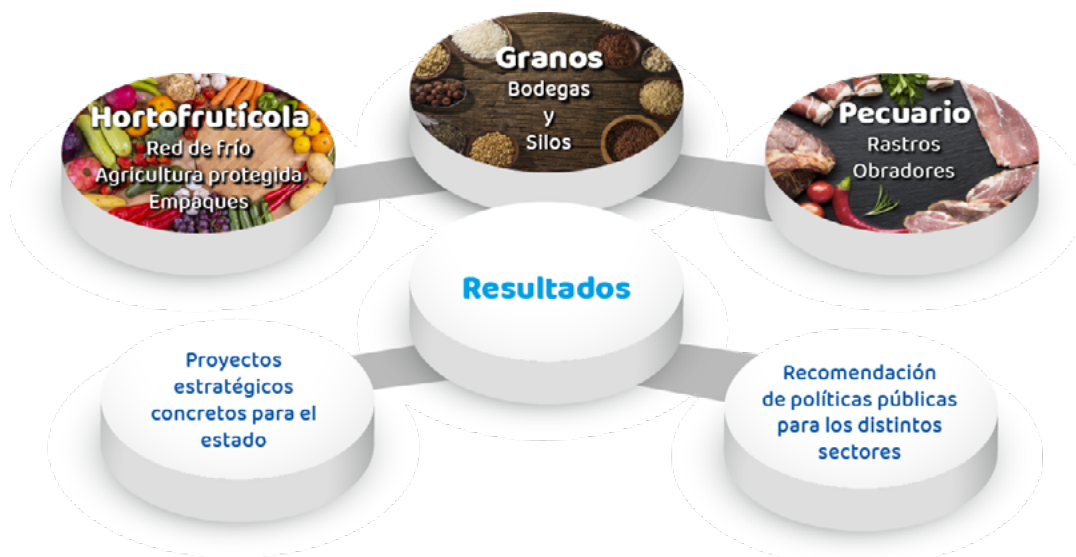 Hortofrutícola
Red de frío
Agricultura protegida
Empaques
Granos
Bodegas
y
Silos
Pecuario
Rastros
Obradores
Resultados
Proyectos
estratégicos
concretos para el
estado
Recomendación
de políticas públicas
para los distintos
sectores